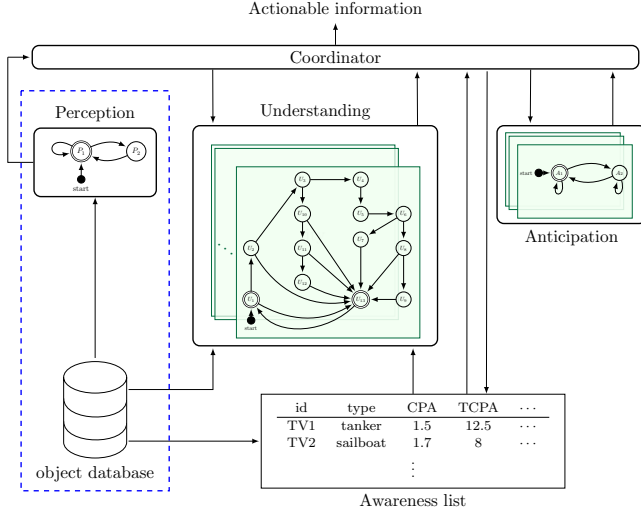 Actionable information
Coordinator
Perception
P₁
P₂
start
Understanding
U₃
U₄
U₁₀
U₅
U₆
U₇
U₂
U₁₁
U₈
U₁₂
U₁
U₁₃
U₉
start
Anticipation
start
A₁
A₂
object database
id type CPA TCPA ···
TV1 tanker 1.5 12.5 ···
TV2 sailboat 1.7 8 ···
⋮
Awareness list